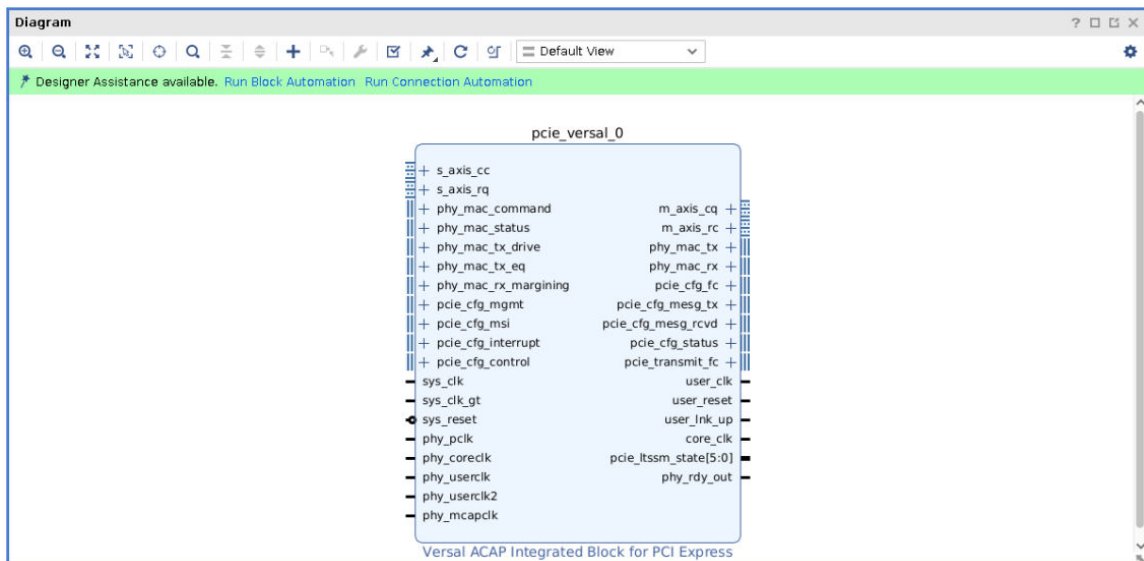 Diagram
Default View
Designer Assistance available. Run Block Automation Run Connection Automation
pcie_versal_0
s_axis_cc
s_axis_rq
phy_mac_command
phy_mac_status
phy_mac_tx_drive
phy_mac_tx_eq
phy_mac_rx_margining
pcie_cfg_mgmt
pcie_cfg_msi
pcie_cfg_interrupt
pcie_cfg_control
sys_clk
sys_clk_gt
sys_reset
phy_pclk
phy_coreclk
phy_userclk
phy_userclk2
phy_mcapclk
m_axis_cq
m_axis_rc
phy_mac_tx
phy_mac_rx
pcie_cfg_fc
pcie_cfg_mesg_tx
pcie_cfg_mesg_rcvd
pcie_cfg_status
pcie_transmit_fc
user_clk
user_reset
user_lnk_up
core_clk
pcie_ltssm_state[5:0]
phy_rdy_out
Versal ACAP Integrated Block for PCI Express